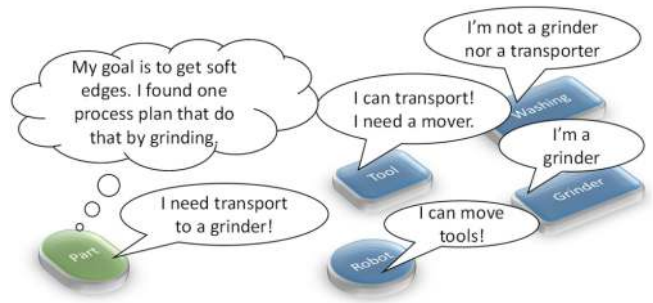 My goal is to get soft
edges. I found one
process plan that do
that by grinding.
I need transport
to a grinder!
Part
I can transport!
I need a mover.
Tool
I can move
tools!
Robot
I'm not a grinder
nor a transporter
Washing
I'm a
grinder
Grinder